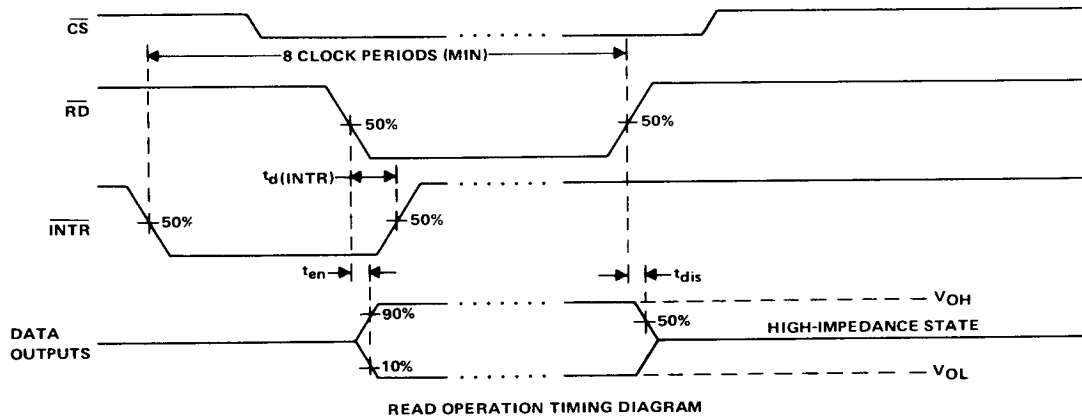 CS
8 CLOCK PERIODS (MIN)
RD
50%
50%
td(INTR)
INTR
50%
50%
ten
tdis
VOH
90%
50%
DATA
OUTPUTS
HIGH-IMPEDANCE STATE
10%
VOL
READ OPERATION TIMING DIAGRAM